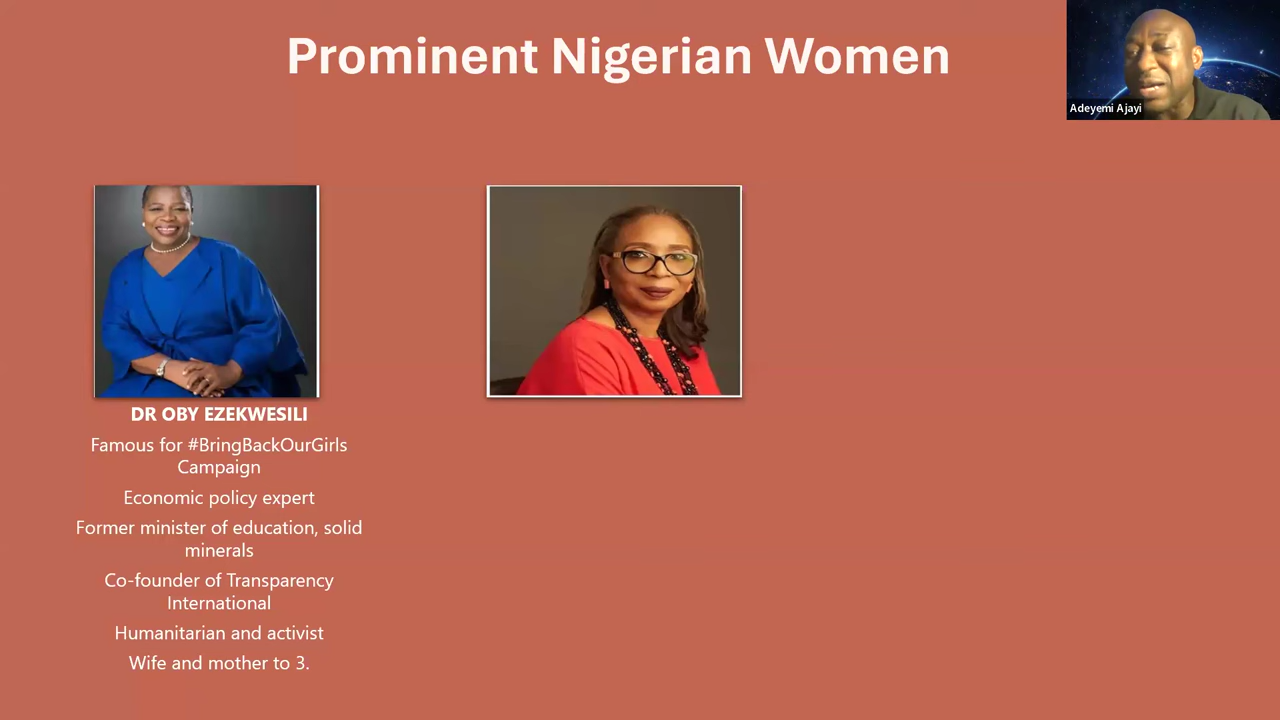 Prominent Nigerian Women
Adeyemi Ajayi
DR OBY EZEKWESILI
Famous for #BringBackOurGirls
Campaign
Economic policy expert
Former minister of education, solid
minerals
Co-founder of Transparency
International
Humanitarian and activist
Wife and mother to 3.